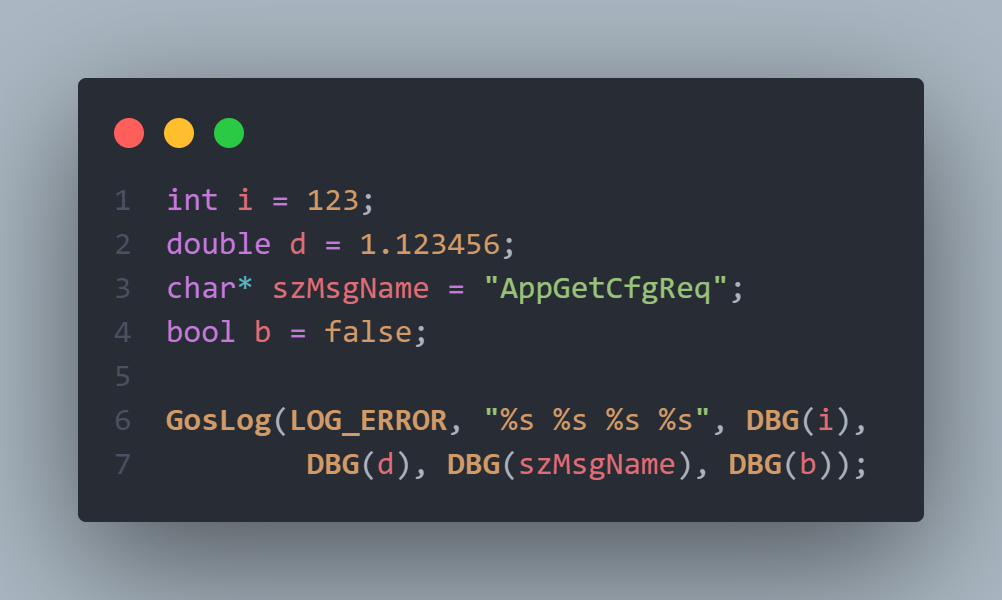 1 int i = 123;
2 double d = 1.123456;
3 char* szMsgName = "AppGetCfgReq";
4 bool b = false;
5
6 GosLog(LOG_ERROR, "%s %s %s %s", DBG(i),
7         DBG(d), DBG(szMsgName), DBG(b));